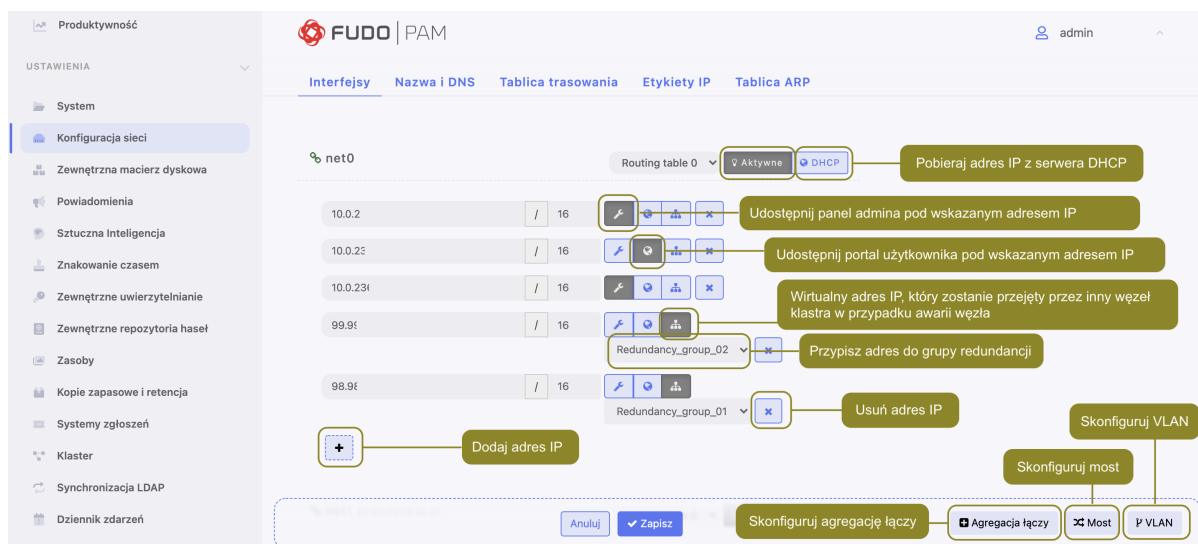 Produktywność
FUDO | PAM
admin
USTAWIENIA
Interfejsy Nazwa i DNS Tablica trasowania Etykiety IP Tablica ARP
System
Konfiguracja sieci
net0
Routing table 0 Aktywne DHCP
Pobieraj adres IP z serwera DHCP
Zewnętrzna macierz dyskowa
Powiadomienia
10.0.2 / 16
Udostępnij panel admina pod wskazanym adresem IP
Sztuczna Inteligencja
10.0.23 / 16
Udostępnij portal użytkownika pod wskazanym adresem IP
Znakowanie czasem
10.0.23 / 16
Zewnętrzne uwierzytelnianie
Wirtualny adres IP, który zostanie przejęty przez inny węzeł
klastra w przypadku awarii węzła
Zewnętrzne repozytoria haseł
99.99 / 16
Redundancy_group_02
Przypisz adres do grupy redundancji
Zasoby
Kopie zapasowe i retencja
98.98 / 16
Redundancy_group_01
Usuń adres IP
Systemy zgłoszeń
Skonfiguruj VLAN
Klaster
Dodaj adres IP
Skonfiguruj most
Synchronizacja LDAP
Dziennik zdarzeń
Anuluj Zapisz
Skonfiguruj agregację łączy
Agregacja łączy Most VLAN